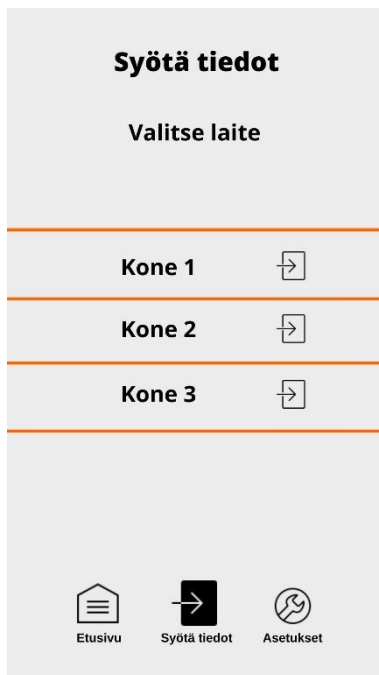 Syötä tiedot
Valitse laite
Kone 1
Kone 2
Kone 3
Etusivu
Syötä tiedot
Asetukset